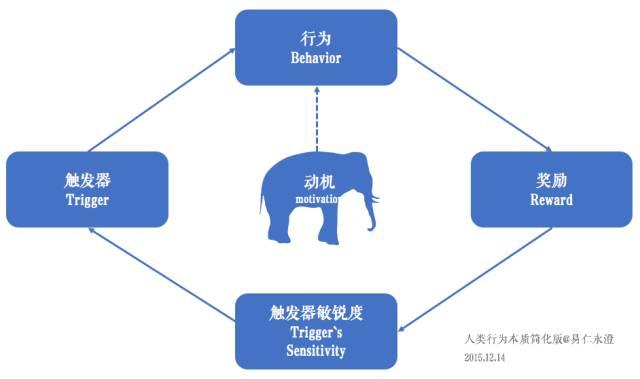 行为
Behavior
触发器
Trigger
动机
motivation
奖励
Reward
触发器敏锐度
Trigger`s
Sensitivity
人类行为本质简化版@易仁永澄
2015.12.14